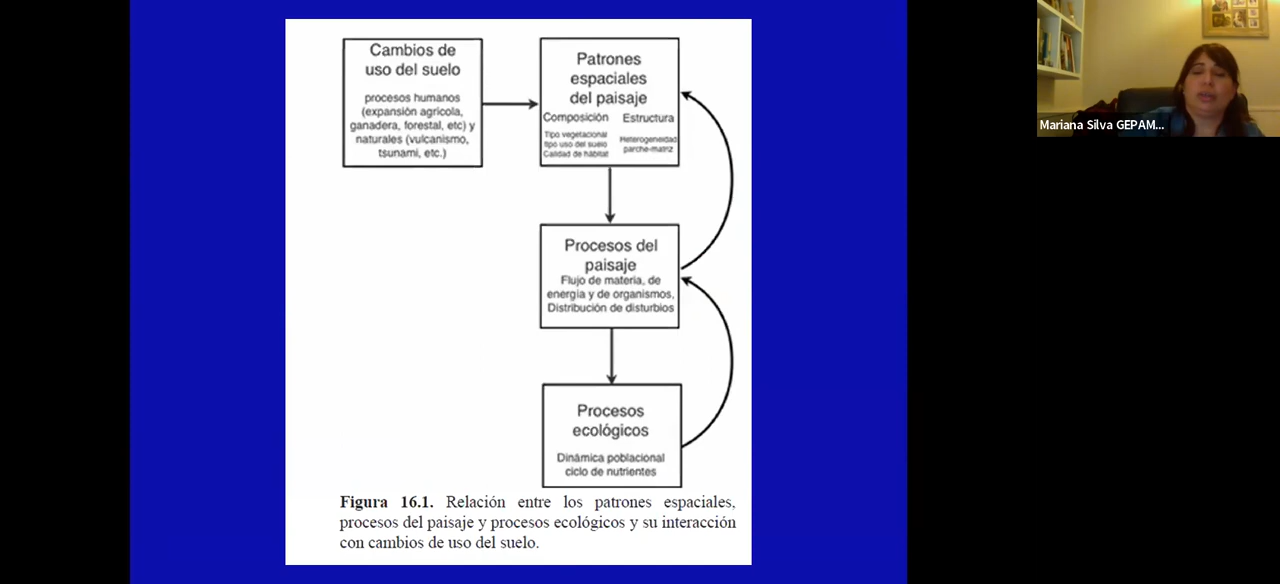 Cambios de
uso del suelo
procesos humanos
(expansión agrícola,
ganadera, forestal, etc) y
naturales (vulcanismo,
tsunami, etc.)
Patrones
espaciales
del paisaje
Composición
Tipo vegetacional
tipo uso del suelo
Calidad de hábitat
Estructura
Heterogeneidad
parche-matriz
Procesos del
paisaje
Flujo de materia, de
energía y de organismos,
Distribución de disturbios
Procesos
ecológicos
Dinámica poblacional
ciclo de nutrientes
Figura 16.1. Relación entre los patrones espaciales,
procesos del paisaje y procesos ecológicos y su interacción
con cambios de uso del suelo.
Mariana Silva GEPAM...